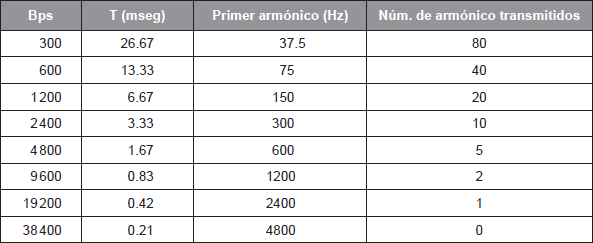 Bps T (mseg) Primer armónico (Hz) Núm. de armónico transmitidos
300 26.67 37.5 80
600 13.33 75 40
1200 6.67 150 20
2400 3.33 300 10
4800 1.67 600 5
9600 0.83 1200 2
19200 0.42 2400 1
38400 0.21 4800 0